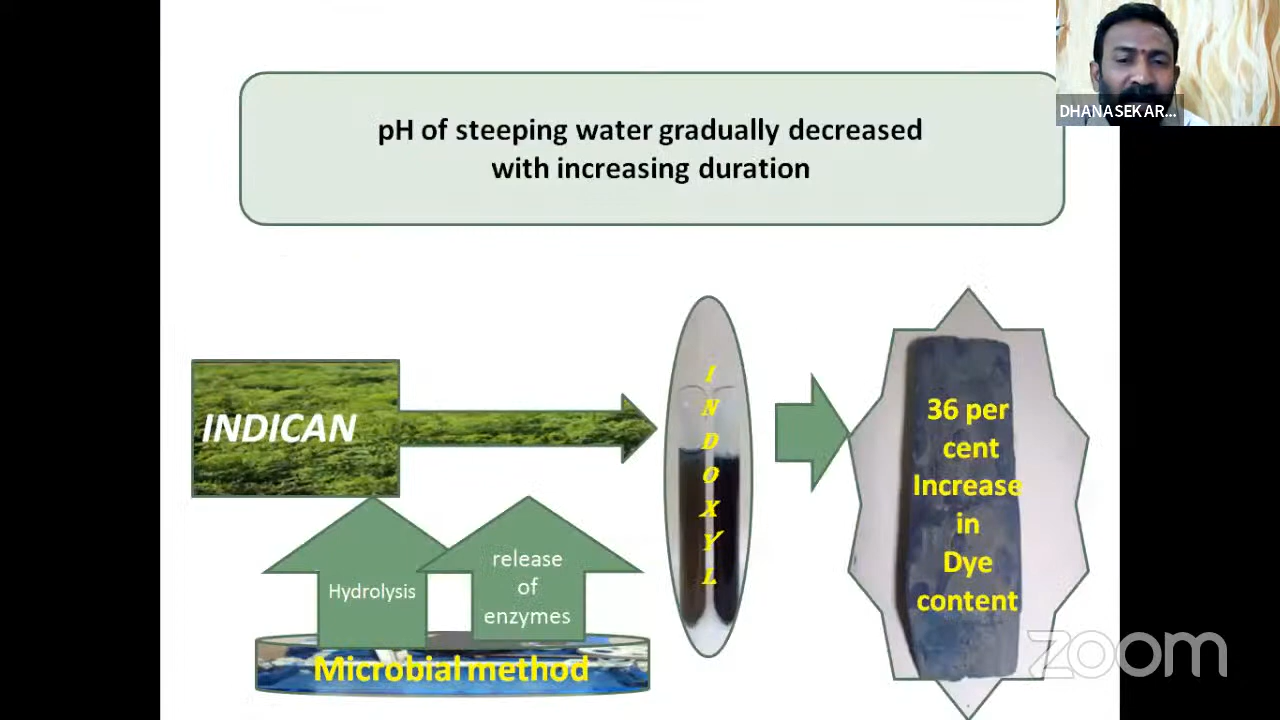 DHANASEKAR...
pH of steeping water gradually decreased
with increasing duration
INDICAN
INDOXYL
36 per
cent
Increase
in
Dye
content
Hydrolysis
release
of
enzymes
Microbial method
zoom